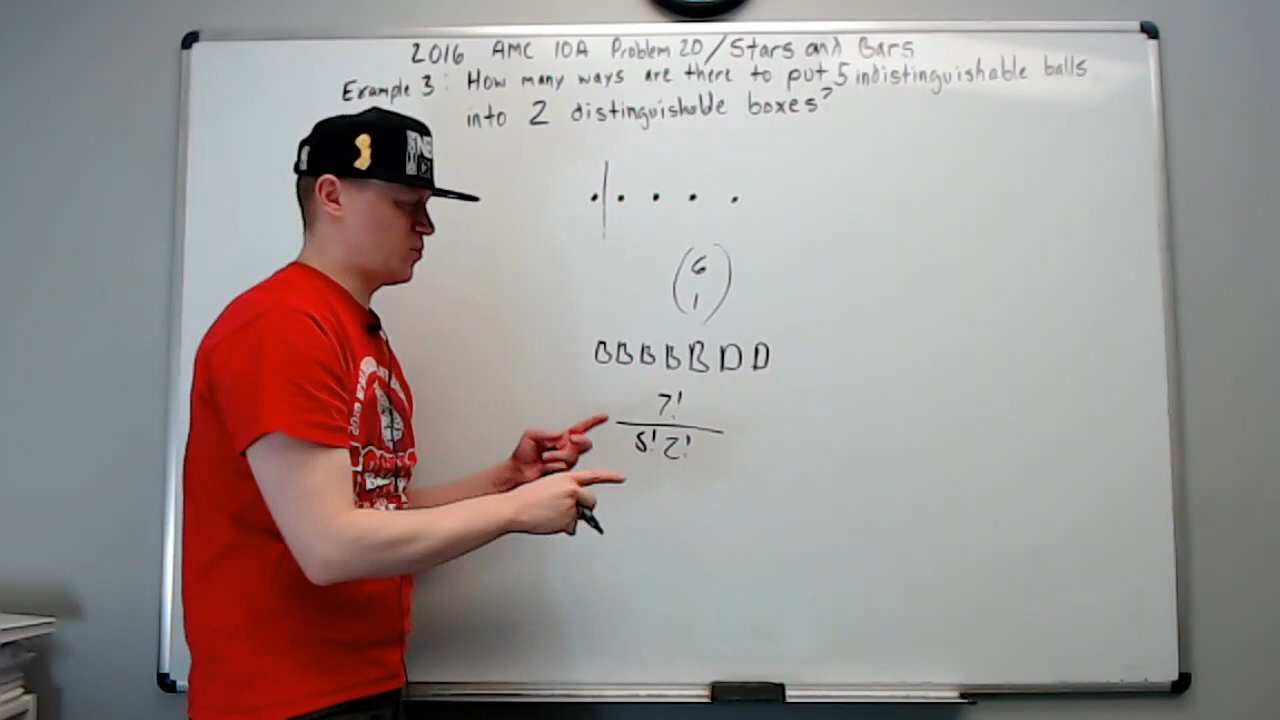 2016 AMC 10A Problem 20/Stars and Bars
Example 3: How many ways are there to put 5 indistinguishable balls
into 2 distinguishable boxes?
(6
1)
BBBBBDD
7!
5!2!